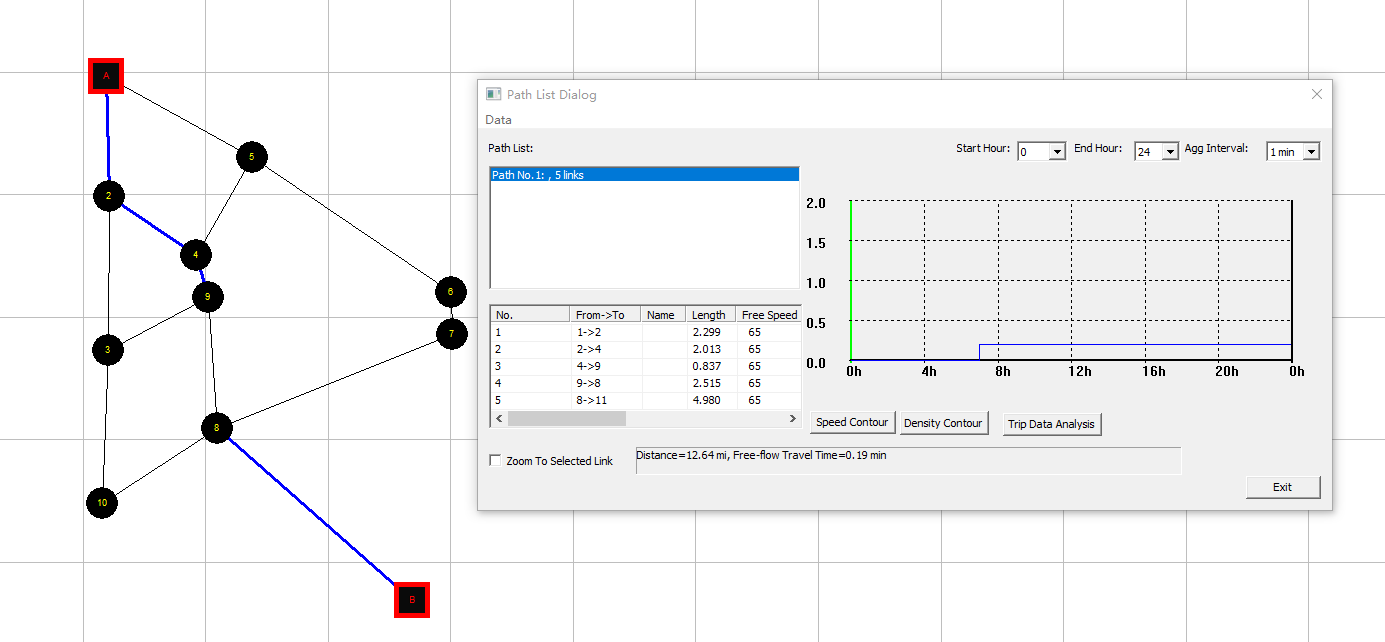 A
5
2
4
9
6
7
3
8
10
B
Path List Dialog
Data
Path List:
Start Hour: 0 End Hour: 24 Agg Interval: 1 min
Path No.1: , 5 links
2.0
1.5
1.0
0.5
0.0
0h 4h 8h 12h 16h 20h 0h
No. From->To Name Length Free Speed
1 1->2 2.299 65
2 2->4 2.013 65
3 4->9 0.837 65
4 9->8 2.515 65
5 8->11 4.980 65
Speed Contour Density Contour Trip Data Analysis
Zoom To Selected Link
Distance=12.64 mi, Free-flow Travel Time=0.19 min
Exit